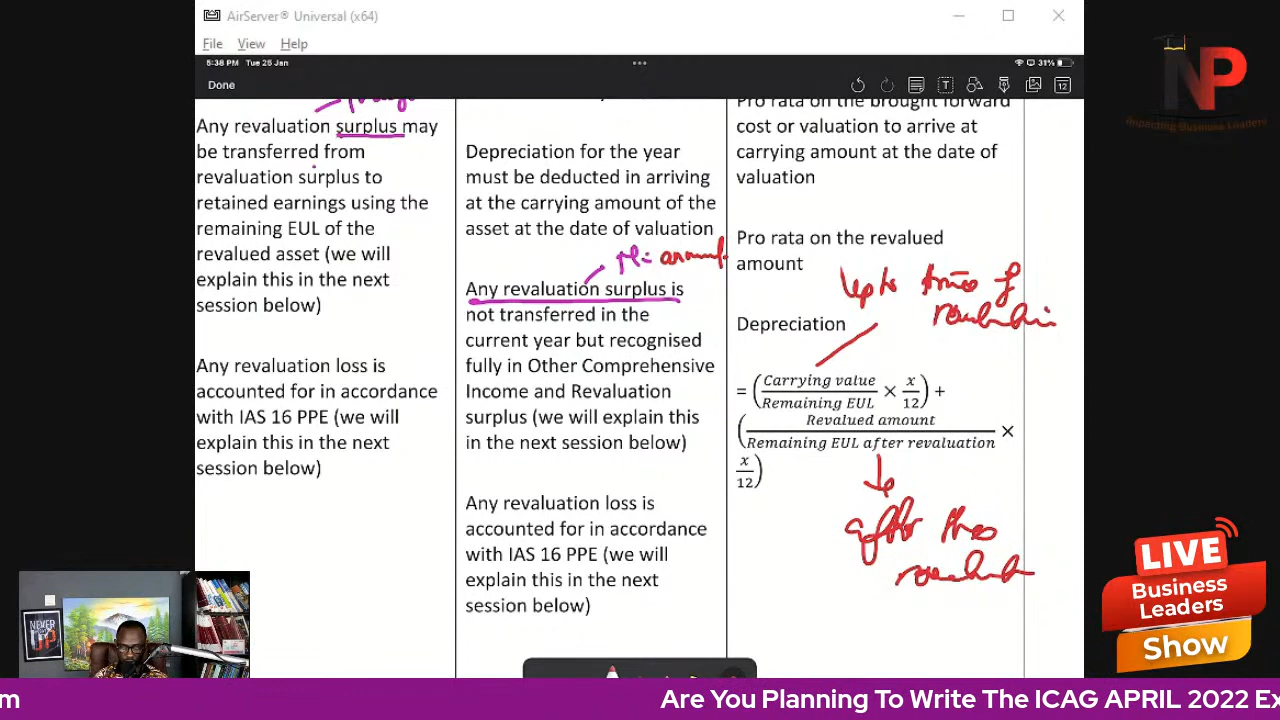 AirServer® Universal (x64)
File View Help
5:38 PM Tue 25 Jan
31%
Done
T
12
Any revaluation surplus may
be transferred from
revaluation surplus to
retained earnings using the
remaining EUL of the
revalued asset (we will
explain this in the next
session below)
Any revaluation loss is
accounted for in accordance
with IAS 16 PPE (we will
explain this in the next
session below)
Depreciation for the year
must be deducted in arriving
at the carrying amount of the
asset at the date of valuation
Any revaluation surplus is
not transferred in the
current year but recognised
fully in Other Comprehensive
Income and Revaluation
surplus (we will explain this
in the next session below)
Any revaluation loss is
accounted for in accordance
with IAS 16 PPE (we will
explain this in the next
session below)
Pro rata on the brought forward
cost or valuation to arrive at
carrying amount at the date of
valuation
Pro rata on the revalued
amount
up to
Depreciation
= (Carrying value / Remaining EUL × x/12) +
(Revalued amount / Remaining EUL after revaluation ×
x/12)
after
NP
Impacting Business Leaders
NEVER
LIVE
Business
Leaders
Show
m
Are You Planning To Write The ICAG APRIL 2022 Ex